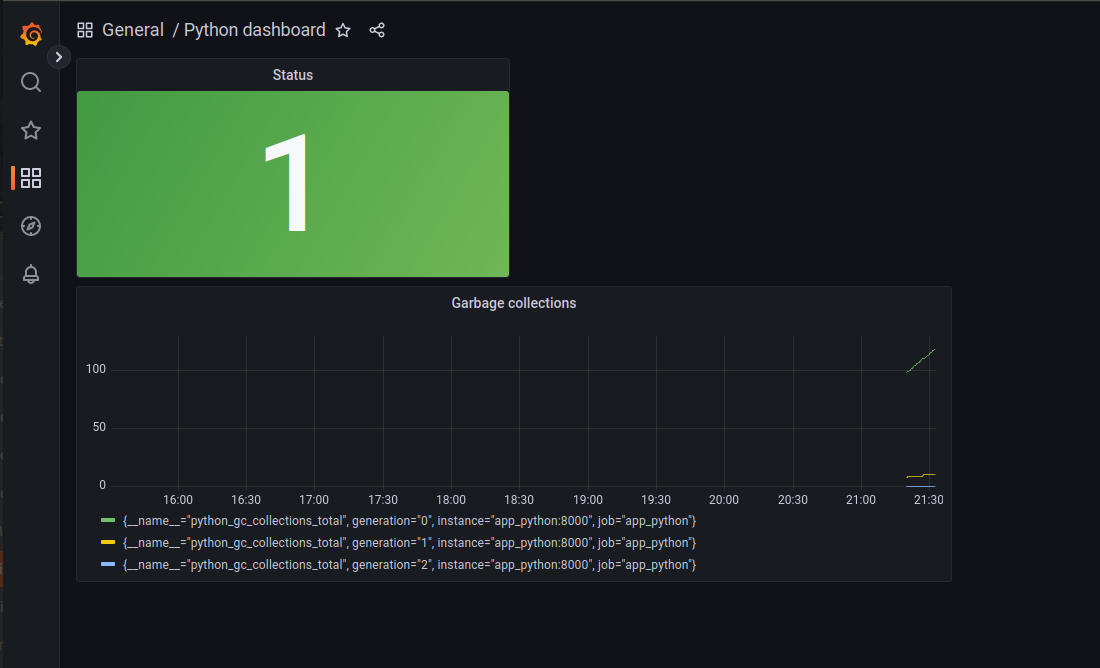 General / Python dashboard
Status
1
Garbage collections
100
50
0
16:00 16:30 17:00 17:30 18:00 18:30 19:00 19:30 20:00 20:30 21:00 21:30
{__name__="python_gc_collections_total", generation="0", instance="app_python:8000", job="app_python"}
{__name__="python_gc_collections_total", generation="1", instance="app_python:8000", job="app_python"}
{__name__="python_gc_collections_total", generation="2", instance="app_python:8000", job="app_python"}